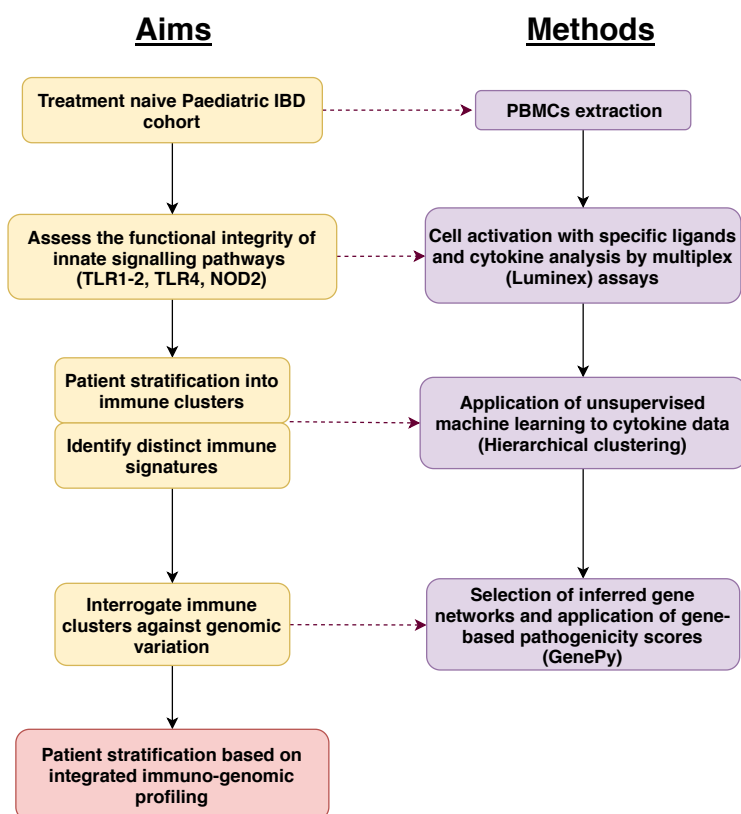 Aims
Methods
Treatment naive Paediatric IBD
cohort
PBMCs extraction
Assess the functional integrity of
innate signalling pathways
(TLR1-2, TLR4, NOD2)
Cell activation with specific ligands
and cytokine analysis by multiplex
(Luminex) assays
Patient stratification into
immune clusters
Identify distinct immune
signatures
Application of unsupervised
machine learning to cytokine data
(Hierarchical clustering)
Interrogate immune
clusters against genomic
variation
Selection of inferred gene
networks and application of gene-
based pathogenicity scores
(GenePy)
Patient stratification based on
integrated immuno-genomic
profiling